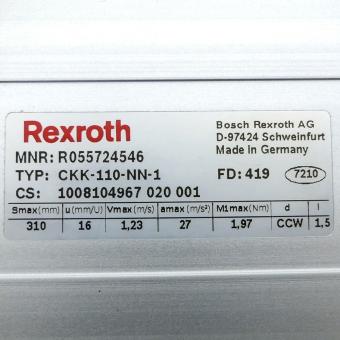 Rexroth
Bosch Rexroth AG
D-97424 Schweinfurt
Made in Germany
MNR: R055724546
TYP: CKK-110-NN-1
FD: 419 7210
CS: 1008104967 020 001
Smax(mm) u(mm/U) Vmax(m/s) amax(m/s²) M1max(Nm) d i
310 16 1,23 27 1,97 CCW 1,5